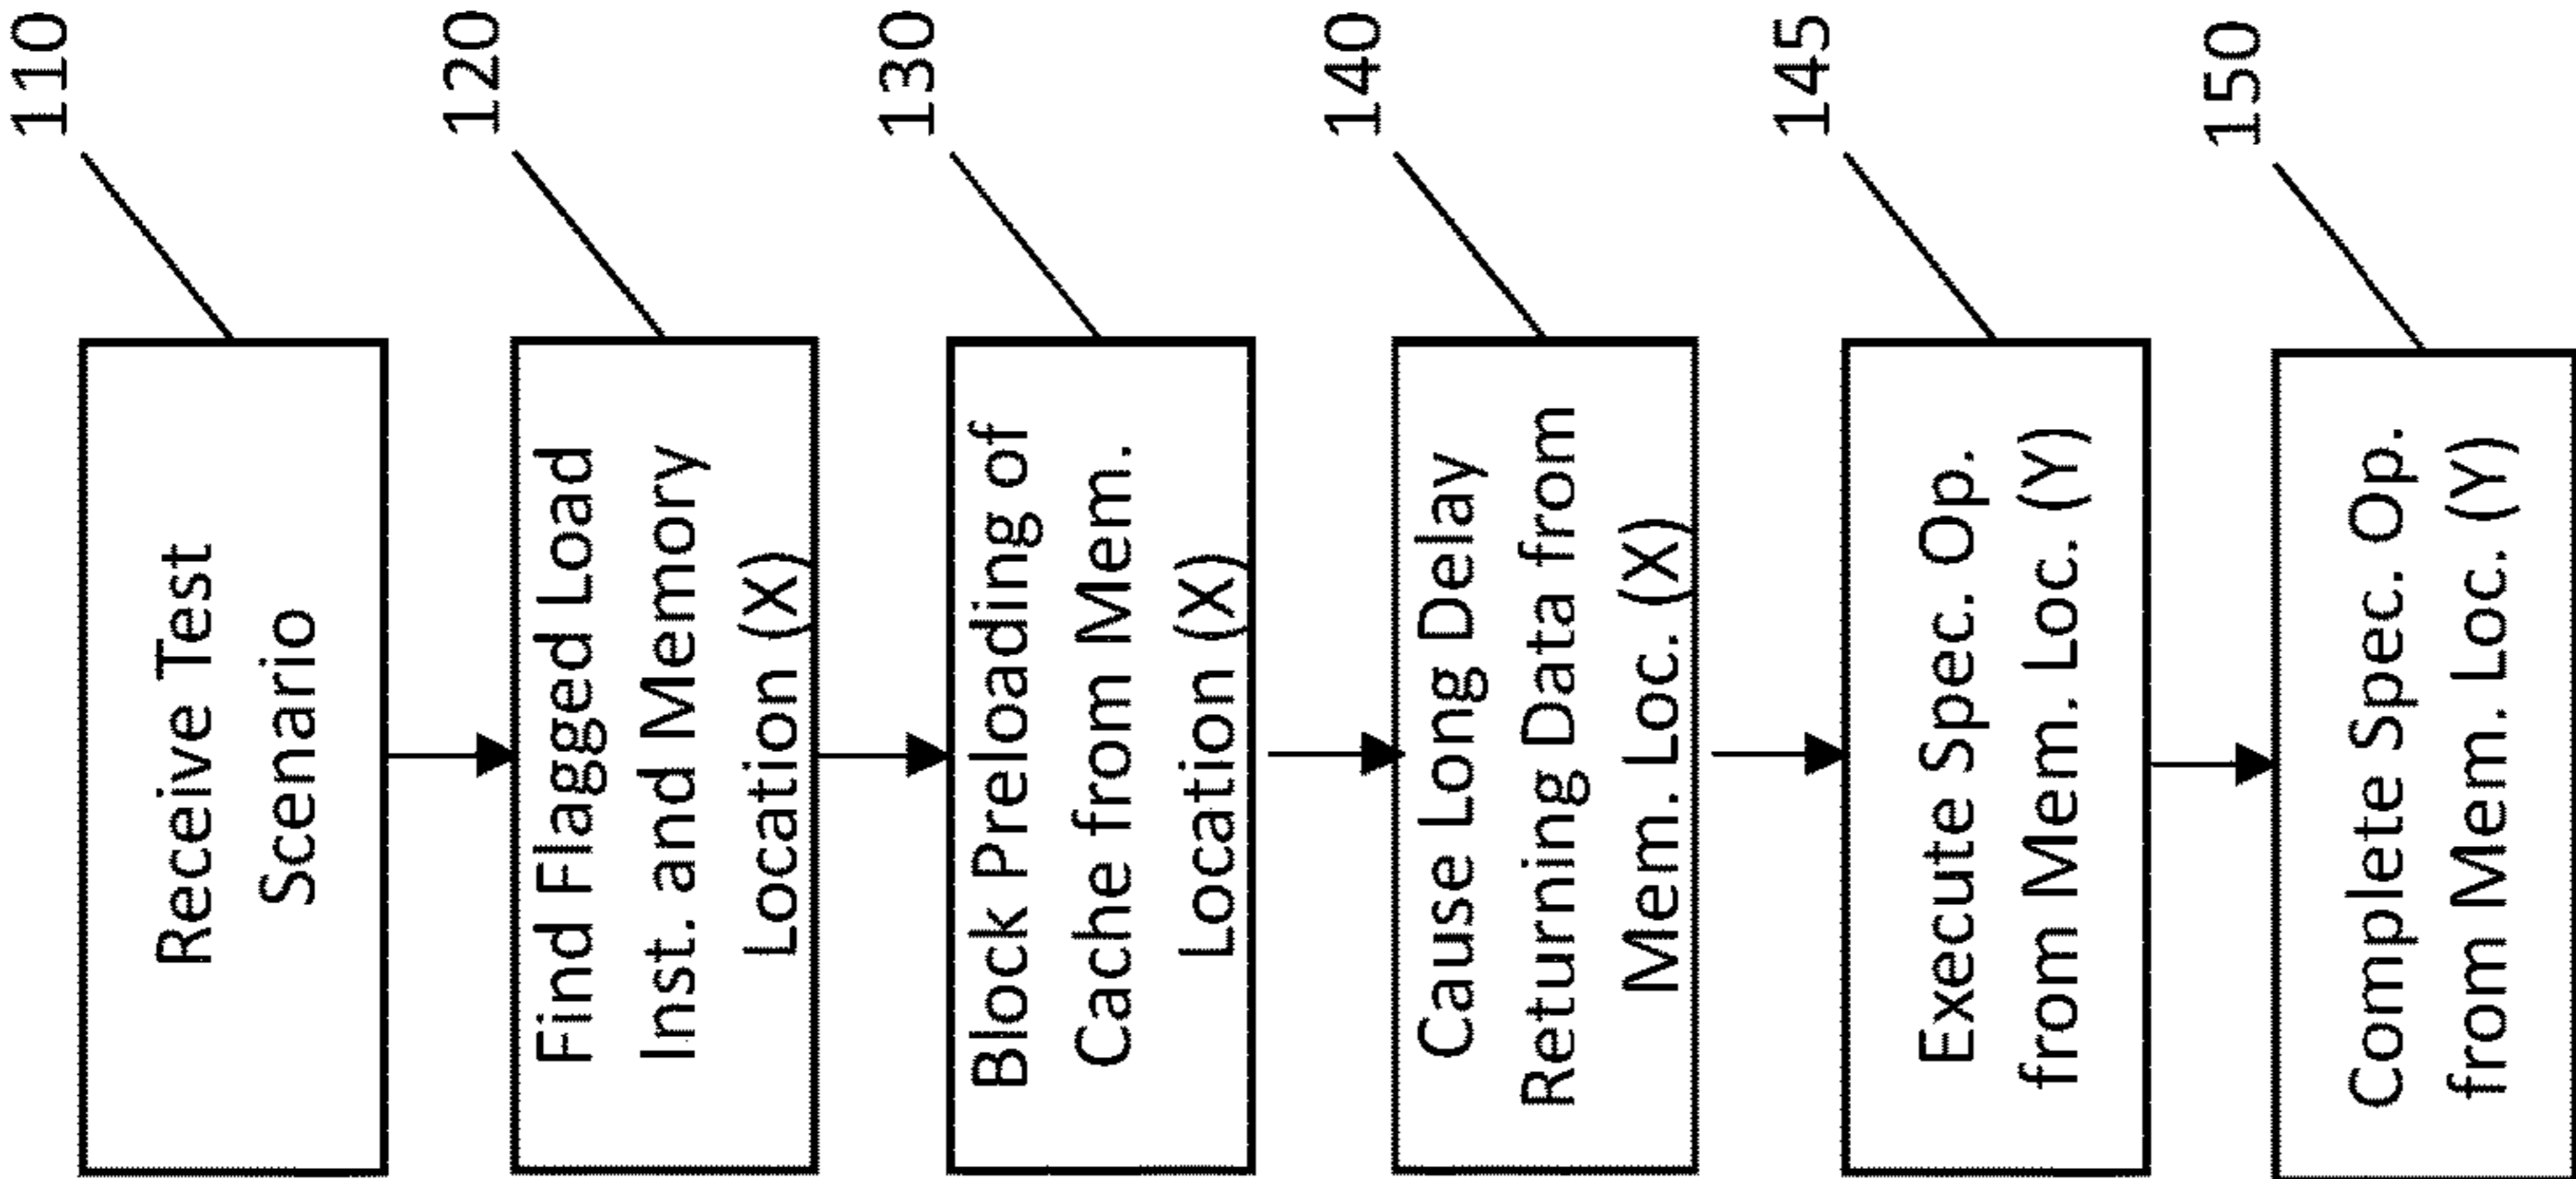 Receive Test
Scenario
110
Find Flagged Load
Inst. and Memory
Location (X)
120
Block Preloading of
Cache from Mem.
Location (X)
130
Cause Long Delay
Returning Data from
Mem. Loc. (X)
140
Execute Spec. Op.
from Mem. Loc. (Y)
145
Complete Spec. Op.
from Mem. Loc. (Y)
150